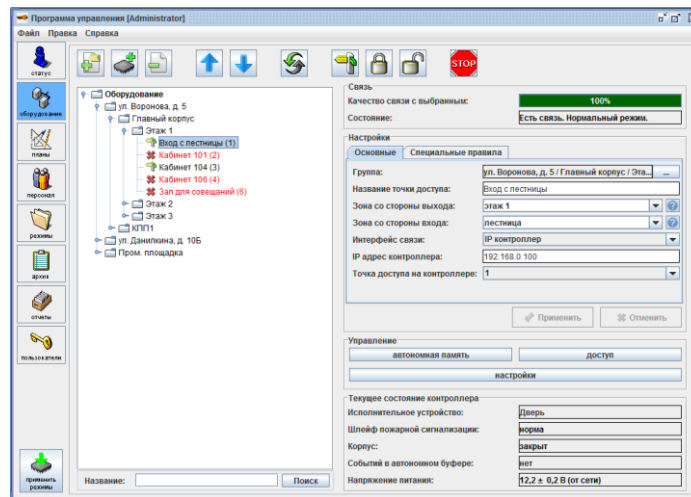 Программа управления [Administrator]
Файл Правка Справка
статус
оборудование
планы
персонал
режимы
архив
отчеты
пользователи
применить режимы
STOP
Оборудование
ул. Воронова, д. 5
Главный корпус
Этаж 1
Вход с лестницы (1)
Кабинет 101 (2)
Кабинет 104 (3)
Кабинет 106 (4)
Зал для совещаний (6)
Этаж 2
Этаж 3
КПП1
ул. Данилкина, д. 10Б
Пром. площадка
Название: Поиск
Связь
Качество связи с выбранным: 100%
Состояние: Есть связь. Нормальный режим.
Настройки
Основные Специальные правила
Группа: ул. Воронова, д. 5 / Главный корпус / Эта... ...
Название точки доступа: Вход с лестницы
Зона со стороны выхода: этаж 1
Зона со стороны входа: лестница
Интерфейс связи: IP контроллер
IP адрес контроллера: 192.168.0.100
Точка доступа на контроллере: 1
Применить Отменить
Управление
автономная память доступ
настройки
Текущее состояние контроллера
Исполнительное устройство: Дверь
Шлейф пожарной сигнализации: норма
Корпус: закрыт
Событий в автономном буфере: нет
Напряжение питания: 12,2 ± 0,2 В (от сети)